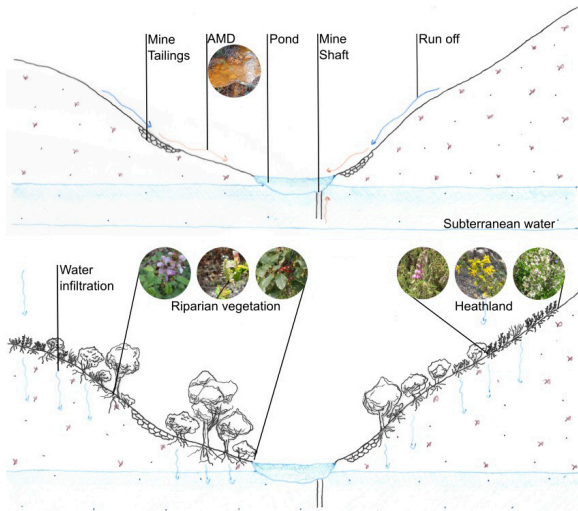 Mine
Tailings
AMD
Pond
Mine
Shaft
Run off
Subterranean water
Water
infiltration
Riparian vegetation
Heathland